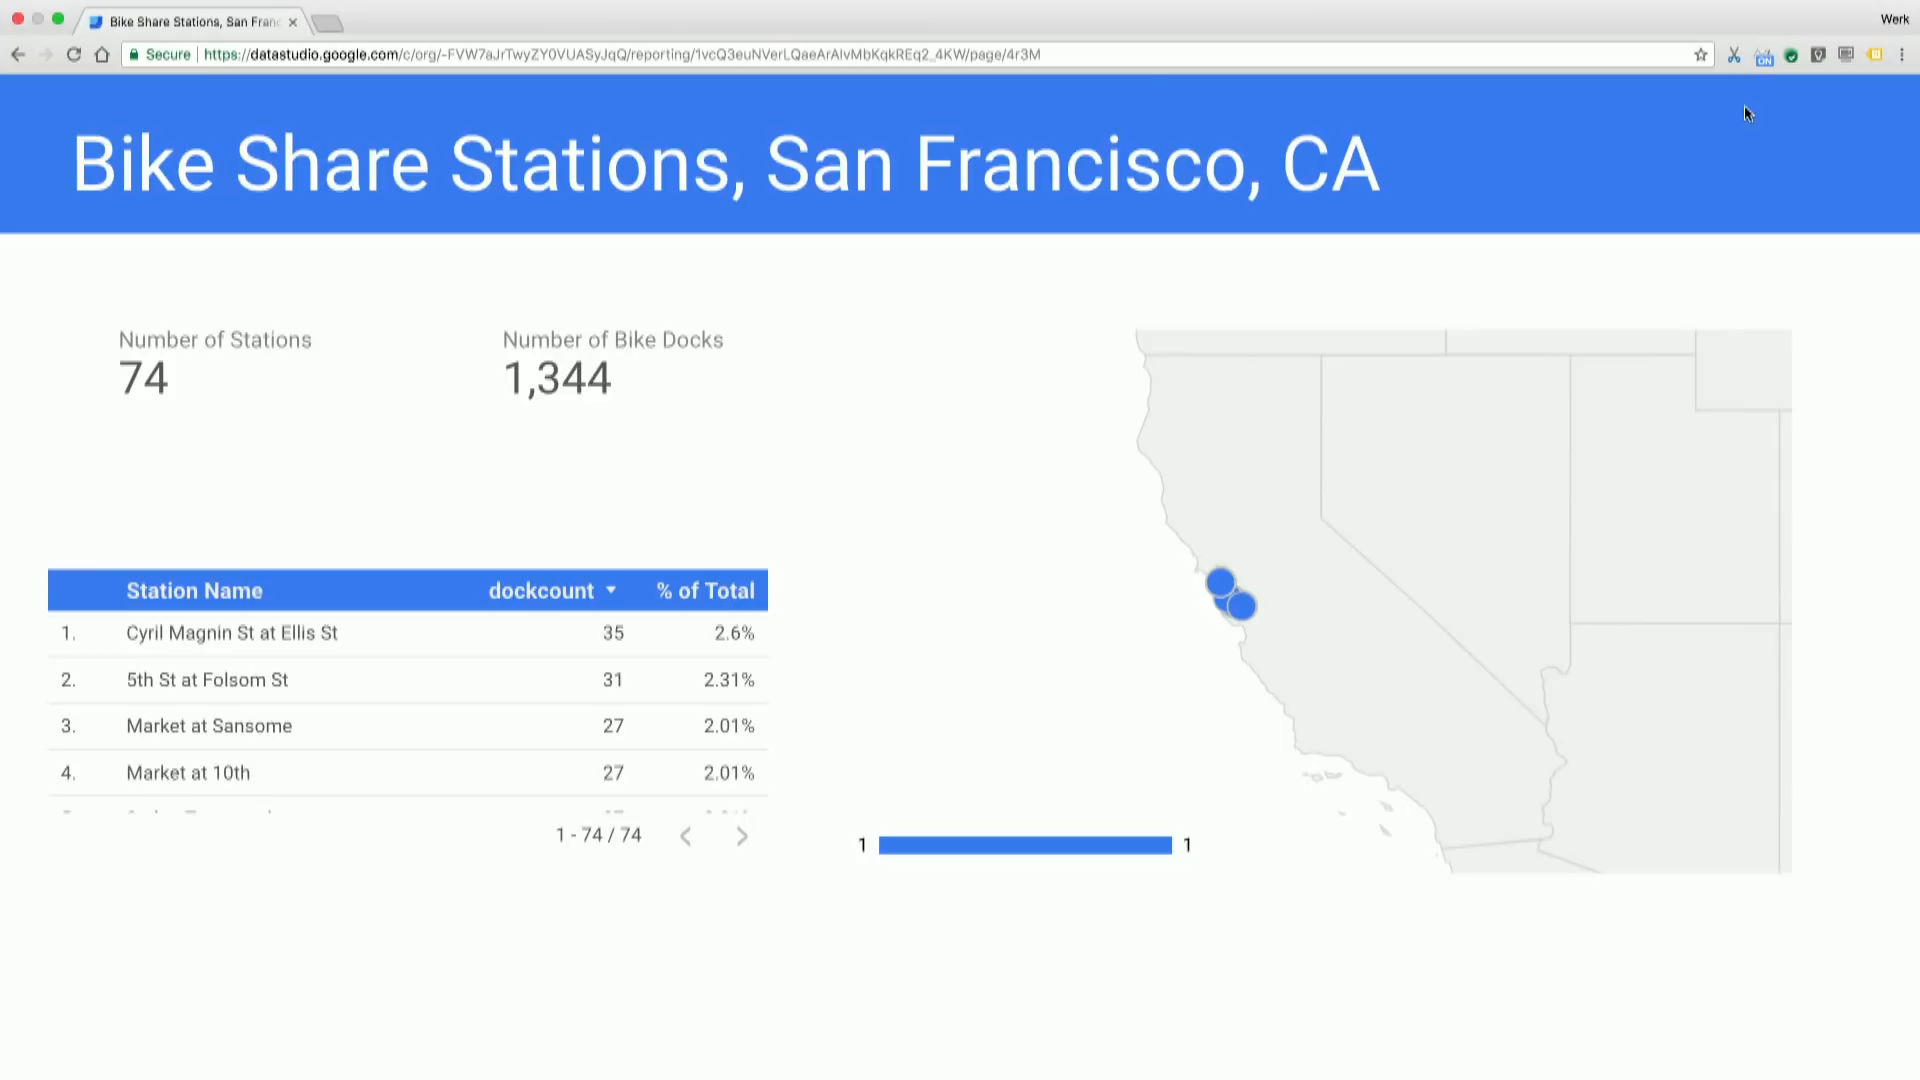 Bike Share Stations, San Fran
Werk
Secure
https://datastudio.google.com/c/org/-FVW7aJrTwyZY0VUASyJqQ/reporting/1vcQ3euNVerLQaeArAlvMbKqkREq2_4KW/page/4r3M
ON
Bike Share Stations, San Francisco, CA
Number of Stations
74
Number of Bike Docks
1,344
Station Name dockcount % of Total
1. Cyril Magnin St at Ellis St 35 2.6%
2. 5th St at Folsom St 31 2.31%
3. Market at Sansome 27 2.01%
4. Market at 10th 27 2.01%
1 - 74 / 74
1
1